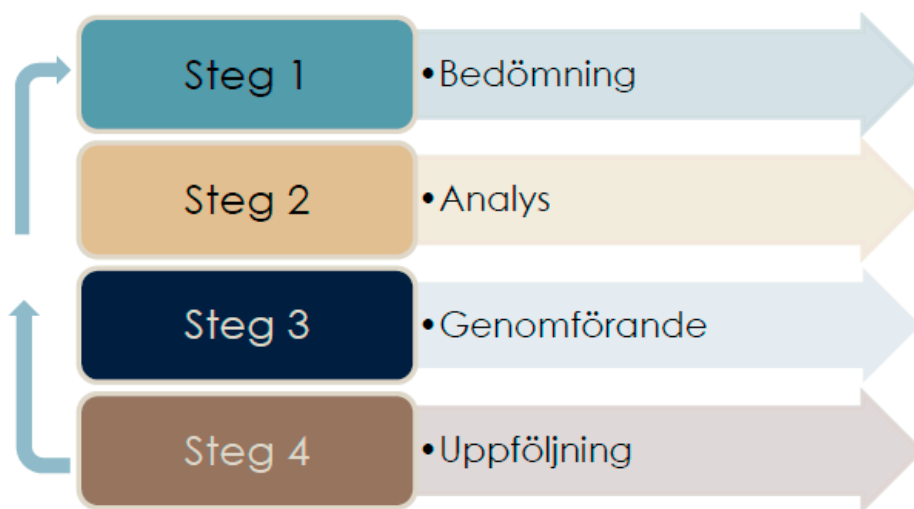 Steg 1
•Bedömning
Steg 2
•Analys
Steg 3
•Genomförande
Steg 4
•Uppföljning